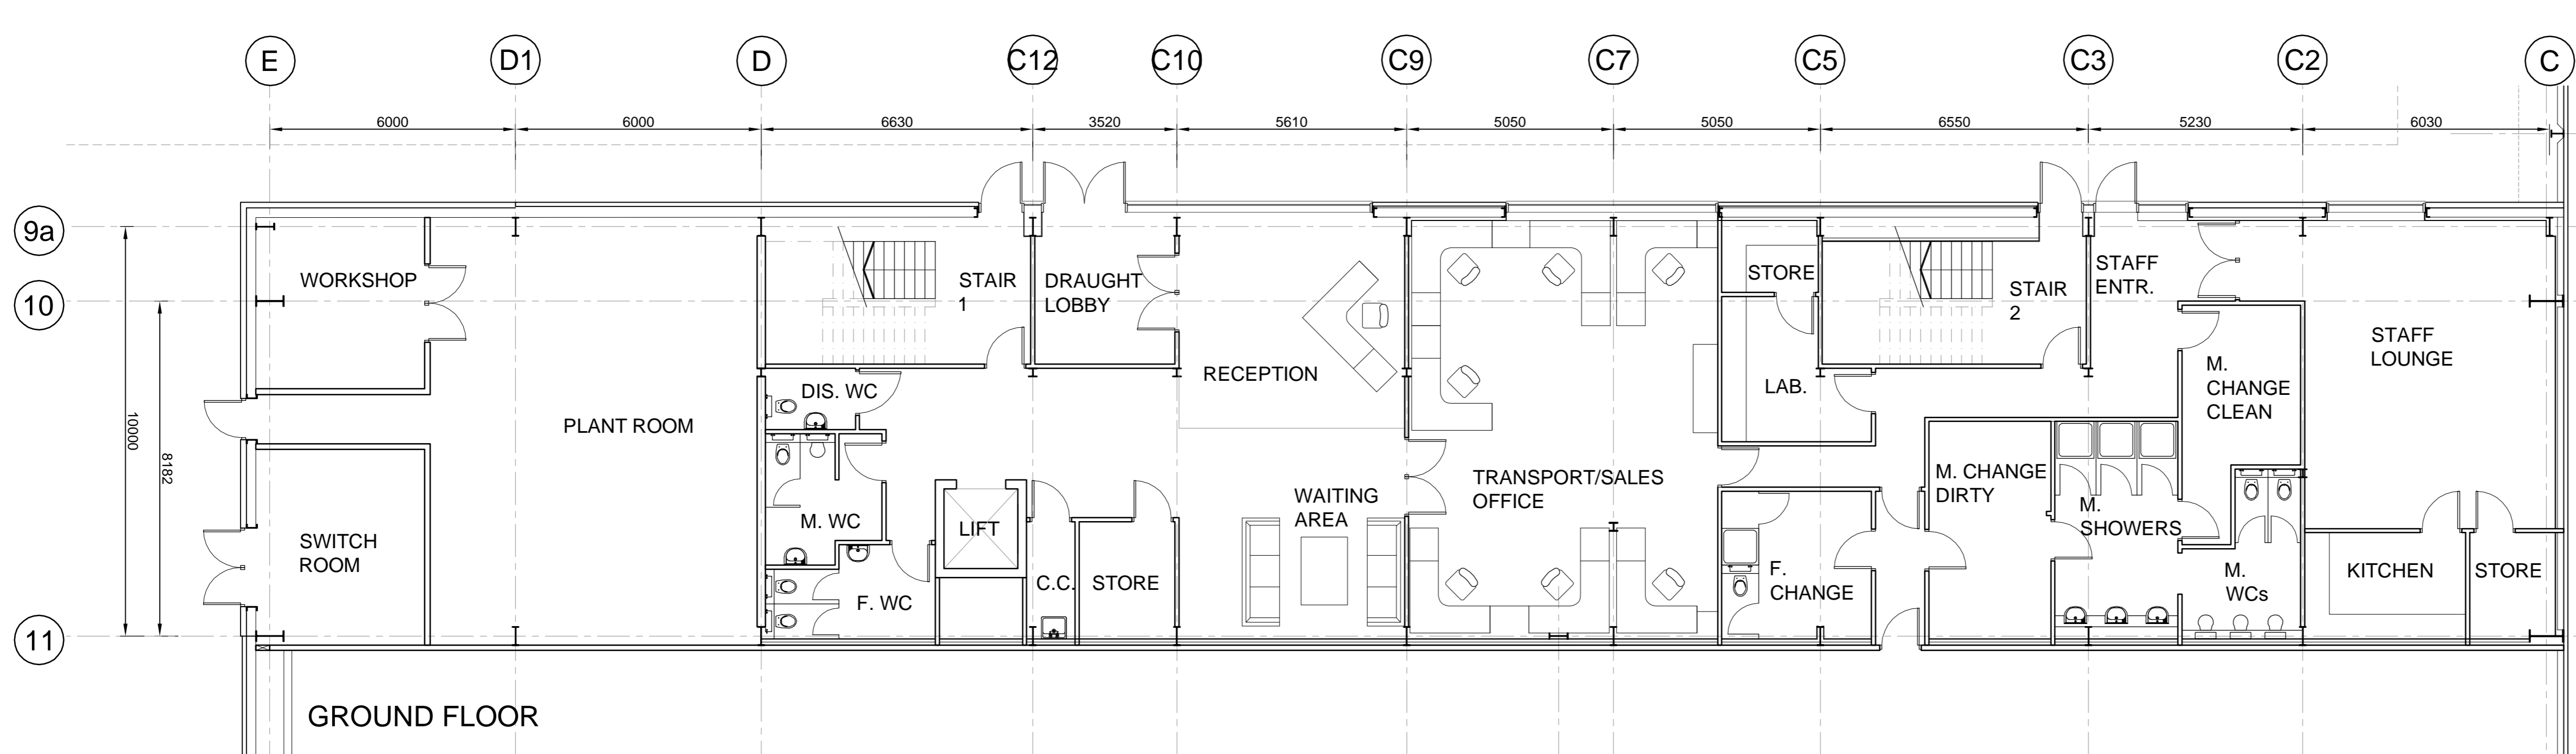 E D1 D C12 C10 C9 C7 C5 C3 C2 C
6000 6000 6630 3520 5610 5050 5050 6550 5230 6030
9a
10
11
10000
8182
WORKSHOP
SWITCH
ROOM
PLANT ROOM
STAIR
1
DRAUGHT
LOBBY
DIS. WC
M. WC
F. WC
LIFT
C.C.
STORE
RECEPTION
WAITING
AREA
TRANSPORT/SALES
OFFICE
STORE
LAB.
F.
CHANGE
STAIR
2
STAFF
ENTR.
M. CHANGE
DIRTY
M.
SHOWERS
M.
CHANGE
CLEAN
M.
WCs
STAFF
LOUNGE
KITCHEN
STORE
GROUND FLOOR